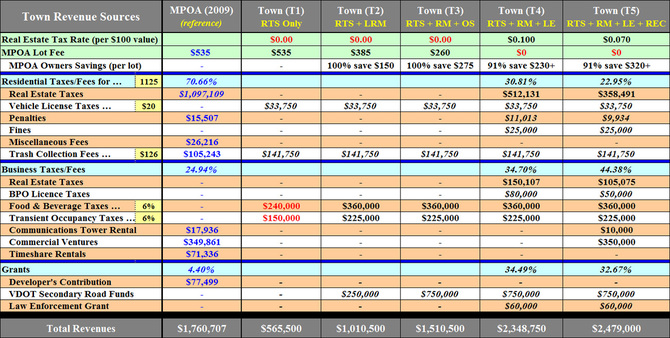 Town Revenue Sources MPOA (2009) (reference) Town (T1) RTS Only Town (T2) RTS + LRM Town (T3) RTS + RM + OS Town (T4) RTS + RM + LE Town (T5) RTS + RM + LE + REC
Real Estate Tax Rate (per $100 value) $0.00 $0.00 $0.00 $0.100 $0.070
MPOA Lot Fee $535 $535 $385 $260 $0 $0
MPOA Owners Savings (per lot) - - 100% save $150 100% save $275 91% save $230+ 91% save $320+
Residential Taxes/Fees for ... 1125 70.66% 30.81% 22.95%
Real Estate Taxes $1,097,109 - - - $512,131 $358,491
Vehicle License Taxes ... $20 - $33,750 $33,750 $33,750 $33,750 $33,750
Penalties $15,507 - - - $11,013 $9,934
Fines - - - - $25,000 $25,000
Miscellaneous Fees $26,216 - - - - -
Trash Collection Fees ... $126 $105,243 $141,750 $141,750 $141,750 $141,750 $141,750
Business Taxes/Fees 24.94% 34.70% 44.38%
Real Estate Taxes - - - - $150,107 $105,075
BPO Licence Taxes - - - - $80,000 $50,000
Food & Beverage Taxes ... 6% - $240,000 $360,000 $360,000 $360,000 $360,000
Transient Occupancy Taxes ... 6% - $150,000 $225,000 $225,000 $225,000 $225,000
Communications Tower Rental $17,936 - - - - $10,000
Commercial Ventures $349,861 - - - - $350,000
Timeshare Rentals $71,336 - - - - -
Grants 4.40% 34.49% 32.67%
Developer's Contribution $77,499 - - - - -
VDOT Secondary Road Funds - - $250,000 $750,000 $750,000 $750,000
Law Enforcement Grant - - - - $60,000 $60,000
Total Revenues $1,760,707 $565,500 $1,010,500 $1,510,500 $2,348,750 $2,479,000